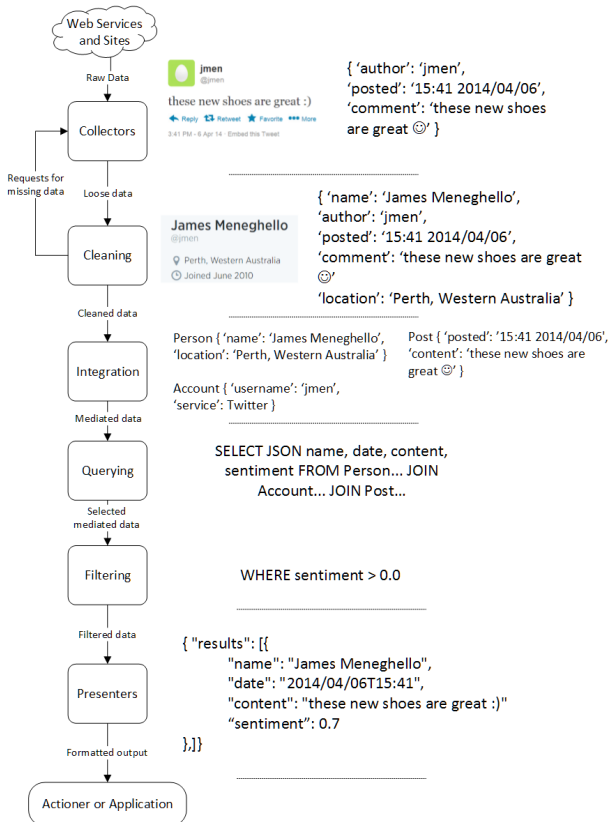 Web Services
and Sites
Raw Data
jmen
@jmen
these new shoes are great :)
Reply Retweet Favorite More
3:41 PM - 6 Apr 14 · Embed this Tweet
{ ‘author’: ‘jmen’,
‘posted’: ‘15:41 2014/04/06’,
‘comment’: ‘these new shoes
are great ☺’ }
Collectors
Requests for
missing data
Loose data
James Meneghello
@jmen
Perth, Western Australia
Joined June 2010
{ ‘name’: ‘James Meneghello’,
‘author’: ‘jmen’,
‘posted’: ‘15:41 2014/04/06’,
‘comment’: ‘these new shoes are great
☺’
‘location’: ‘Perth, Western Australia’ }
Cleaning
Cleaned data
Person { ‘name’: ‘James Meneghello’,
‘location’: ‘Perth, Western Australia’ }
Account { ‘username’: ‘jmen’,
‘service’: Twitter }
Post { ‘posted’: ‘15:41 2014/04/06’,
‘content’: ‘these new shoes are
great ☺’ }
Integration
Mediated data
Querying
SELECT JSON name, date, content,
sentiment FROM Person... JOIN
Account... JOIN Post...
Selected
mediated data
Filtering
WHERE sentiment > 0.0
Filtered data
Presenters
{ "results": [{
"name": "James Meneghello",
"date": "2014/04/06T15:41",
"content": "these new shoes are great :)"
“sentiment”: 0.7
},]}
Formatted output
Actioner or Application